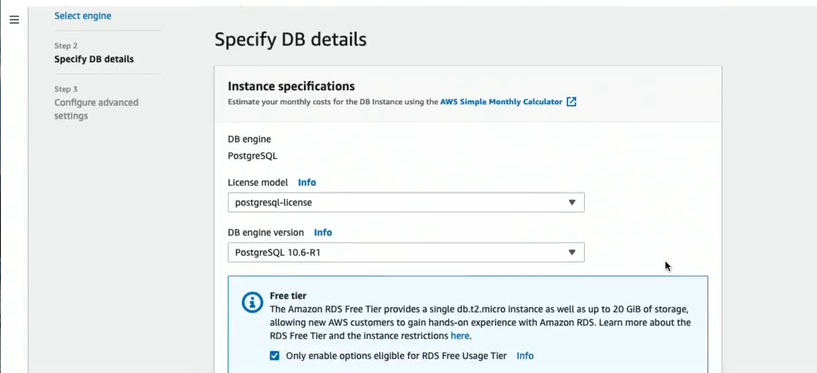 Select engine
Step 2
Specify DB details
Step 3
Configure advanced
settings
Specify DB details
Instance specifications
Estimate your monthly costs for the DB Instance using the AWS Simple Monthly Calculator
DB engine
PostgreSQL
License model Info
postgresql-license
DB engine version Info
PostgreSQL 10.6-R1
Free tier
The Amazon RDS Free Tier provides a single db.t2.micro instance as well as up to 20 GiB of storage,
allowing new AWS customers to gain hands-on experience with Amazon RDS. Learn more about the
RDS Free Tier and the instance restrictions here.
Only enable options eligible for RDS Free Usage Tier Info